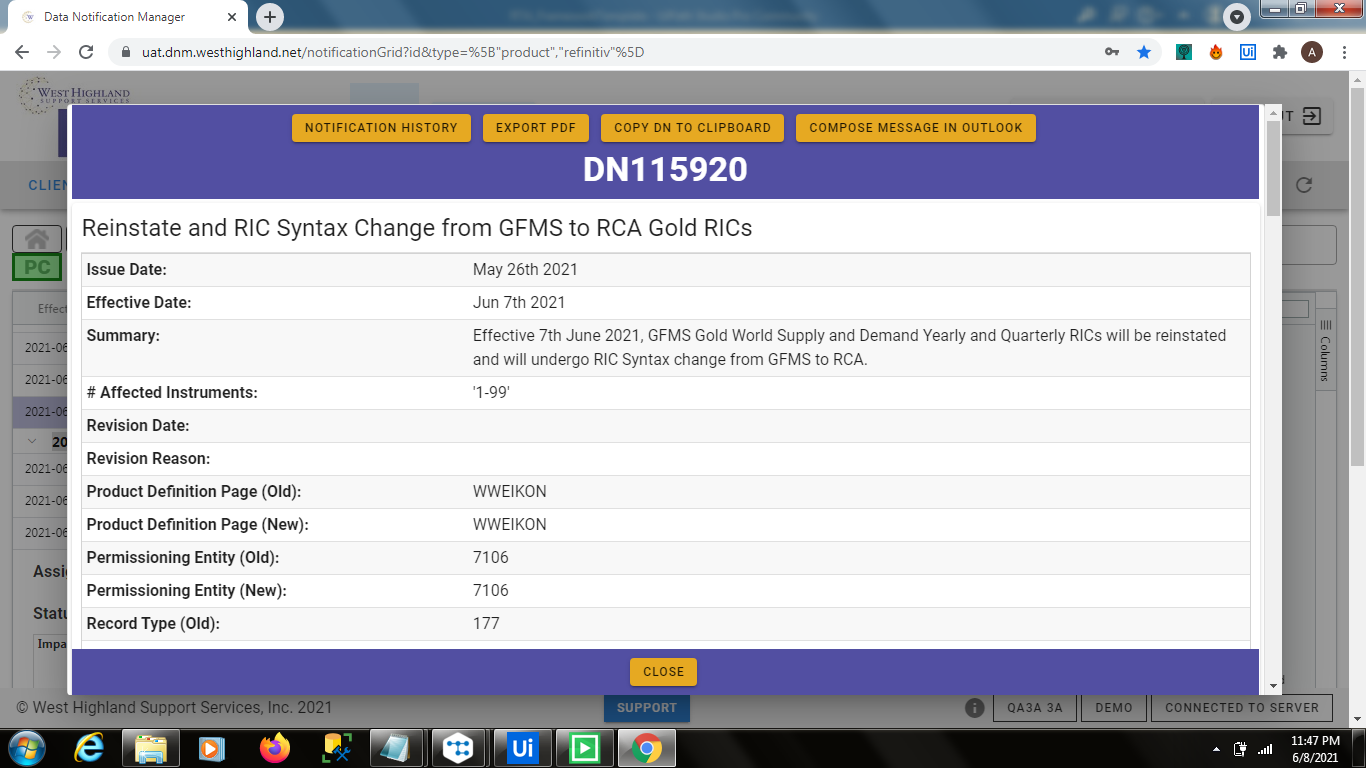 Data Notification Manager
uat.dnm.westhighland.net/notificationGrid?id&type=%5B"product","refinitiv"%5D
Ui
A
WEST HIGHLAND
SUPPORT SERVICES
NOTIFICATION HISTORY
EXPORT PDF
COPY DN TO CLIPBOARD
COMPOSE MESSAGE IN OUTLOOK
DN115920
Reinstate and RIC Syntax Change from GFMS to RCA Gold RICs
Issue Date: May 26th 2021
Effective Date: Jun 7th 2021
Summary: Effective 7th June 2021, GFMS Gold World Supply and Demand Yearly and Quarterly RICs will be reinstated
and will undergo RIC Syntax change from GFMS to RCA.
# Affected Instruments: '1-99'
Revision Date:
Revision Reason:
Product Definition Page (Old): WWEIKON
Product Definition Page (New): WWEIKON
Permissioning Entity (Old): 7106
Permissioning Entity (New): 7106
Record Type (Old): 177
CLOSE
CLIEN
PC
Effect
2021-06
2021-06
2021-06
20
2021-06
2021-06
2021-06
Assi
Statu
Impa
Columns
© West Highland Support Services, Inc. 2021
SUPPORT
QA3A 3A
DEMO
CONNECTED TO SERVER
Ui
11:47 PM
6/8/2021